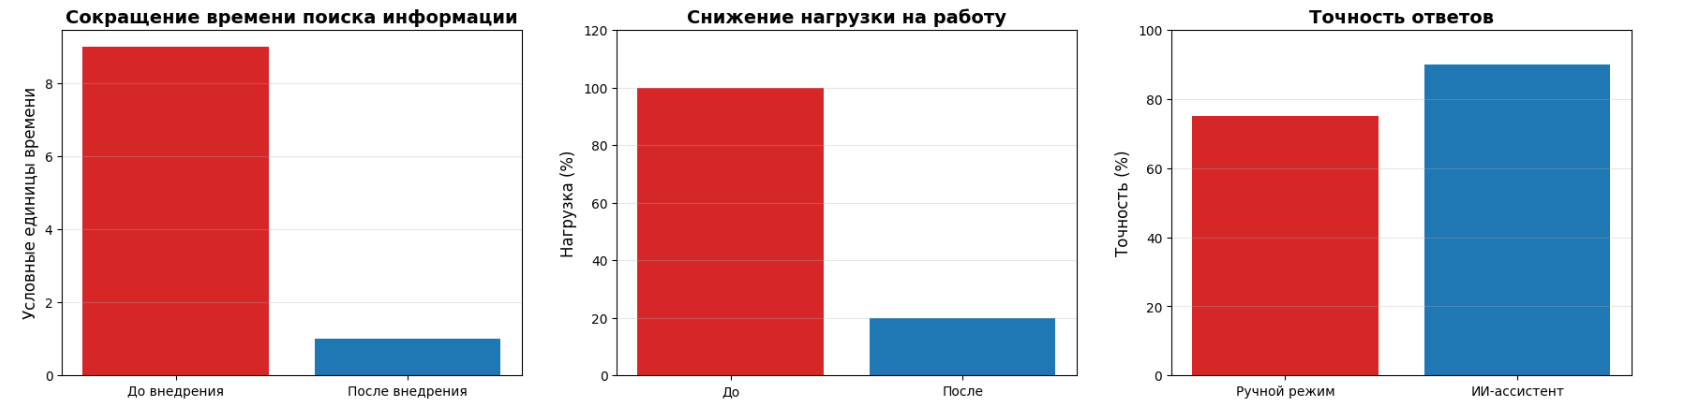 Сокращение времени поиска информации
Условные единицы времени
8
6
4
2
0
До внедрения
После внедрения
Снижение нагрузки на работу
Нагрузка (%)
120
100
80
60
40
20
0
До
После
Точность ответов
Точность (%)
100
80
60
40
20
0
Ручной режим
ИИ-ассистент